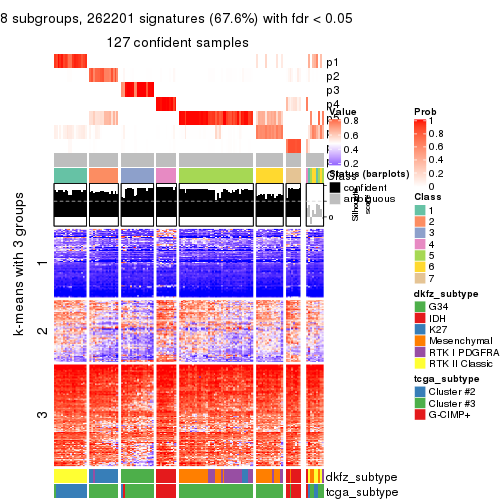 8 subgroups, 262201 signatures (67.6%) with fdr < 0.05
127 confident samples
p1
p2
p3
p4
Value
0.8
0.6
0.4
0.2
Prob
1
0.8
0.6
0.4
0.2
0
Class
Status (barplots)
confident
ambiguous
Silhouette
score
0
Class
1
2
3
4
5
6
7
k-means with 3 groups
1
2
3
dkfz_subtype
G34
IDH
K27
Mesenchymal
RTK I PDGFRA
RTK II Classic
tcga_subtype
Cluster #2
Cluster #3
G-CIMP+
dkfz_subtype
tcga_subtype